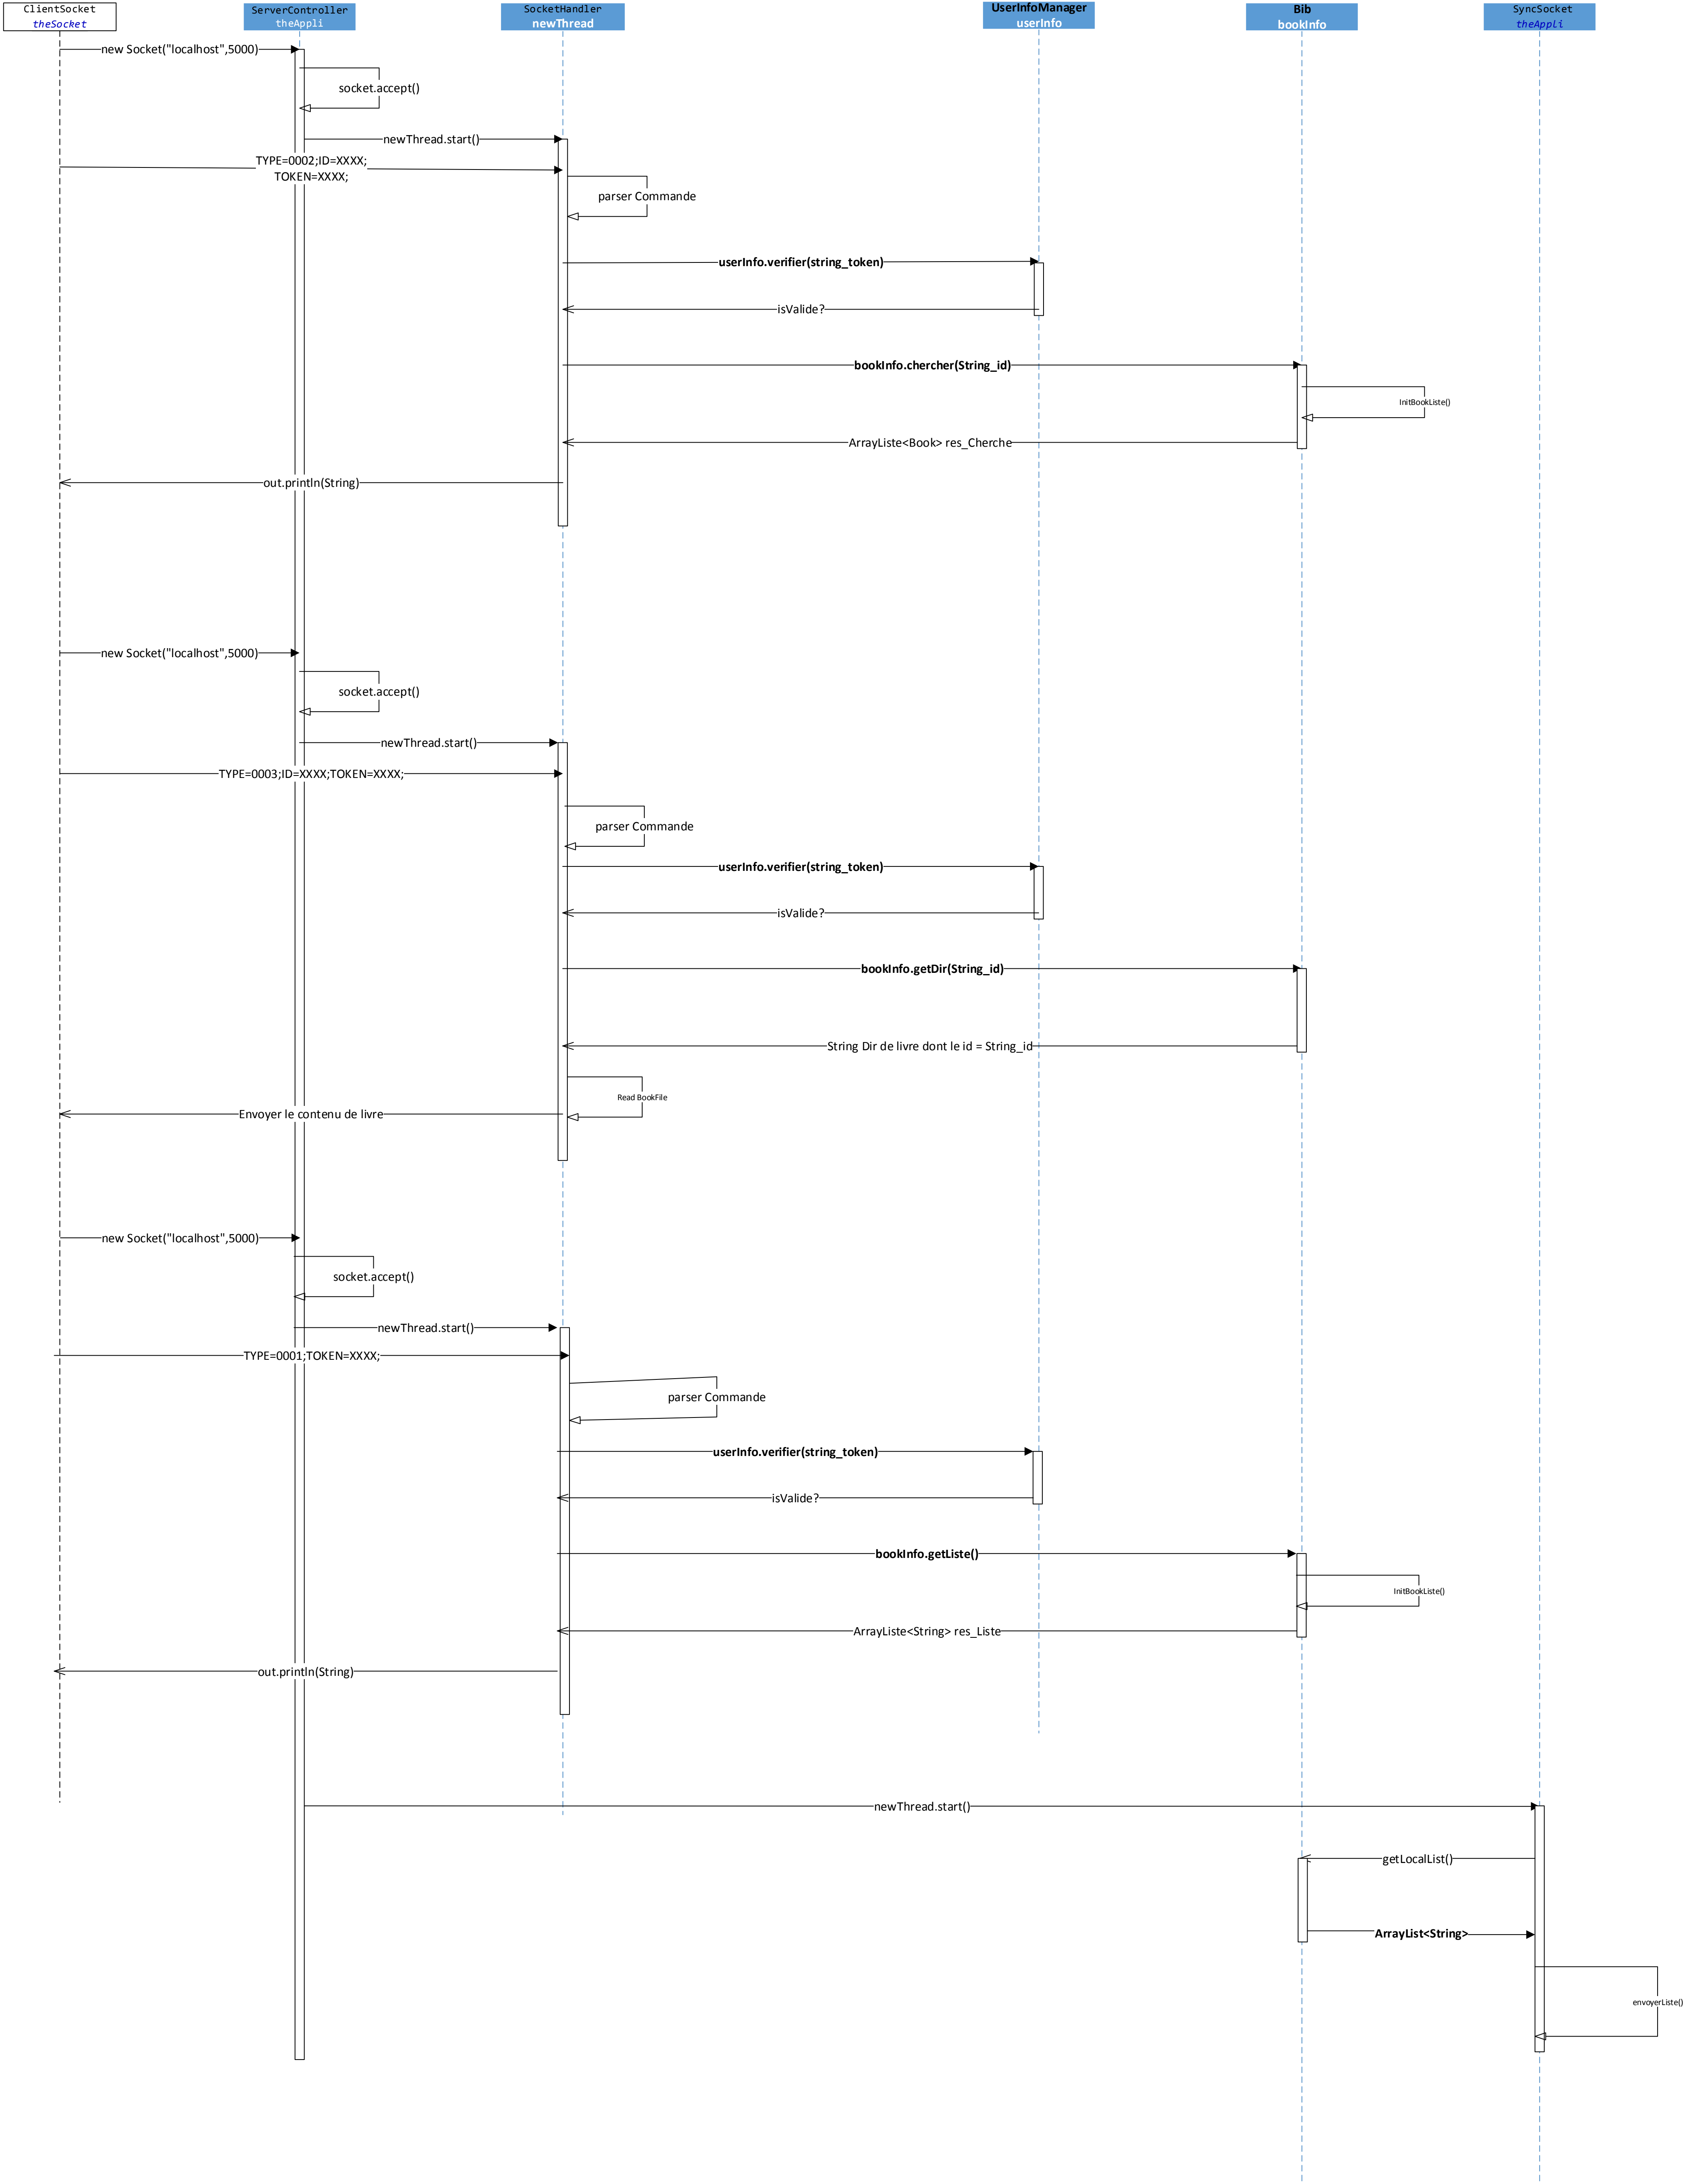 ClientSocket
theSocket
ServerController
theAppli
SocketHandler
newThread
UserInfoManager
userInfo
Bib
bookInfo
SyncSocket
theAppli
new Socket("localhost",5000)
socket.accept()
newThread.start()
TYPE=0002;ID=XXXX;
TOKEN=XXXX;
parser Commande
userInfo.verifier(string_token)
isValide?
bookInfo.chercher(String_id)
InitBookListe()
ArrayListe<Book> res_Cherche
out.println(String)
new Socket("localhost",5000)
socket.accept()
newThread.start()
TYPE=0003;ID=XXXX;TOKEN=XXXX;
parser Commande
userInfo.verifier(string_token)
isValide?
bookInfo.getDir(String_id)
String Dir de livre dont le id = String_id
Read BookFile
Envoyer le contenu de livre
new Socket("localhost",5000)
socket.accept()
newThread.start()
TYPE=0001;TOKEN=XXXX;
parser Commande
userInfo.verifier(string_token)
isValide?
bookInfo.getListe()
InitBookListe()
ArrayListe<String> res_Liste
out.println(String)
newThread.start()
getLocalList()
ArrayList<String>
envoyerListe()